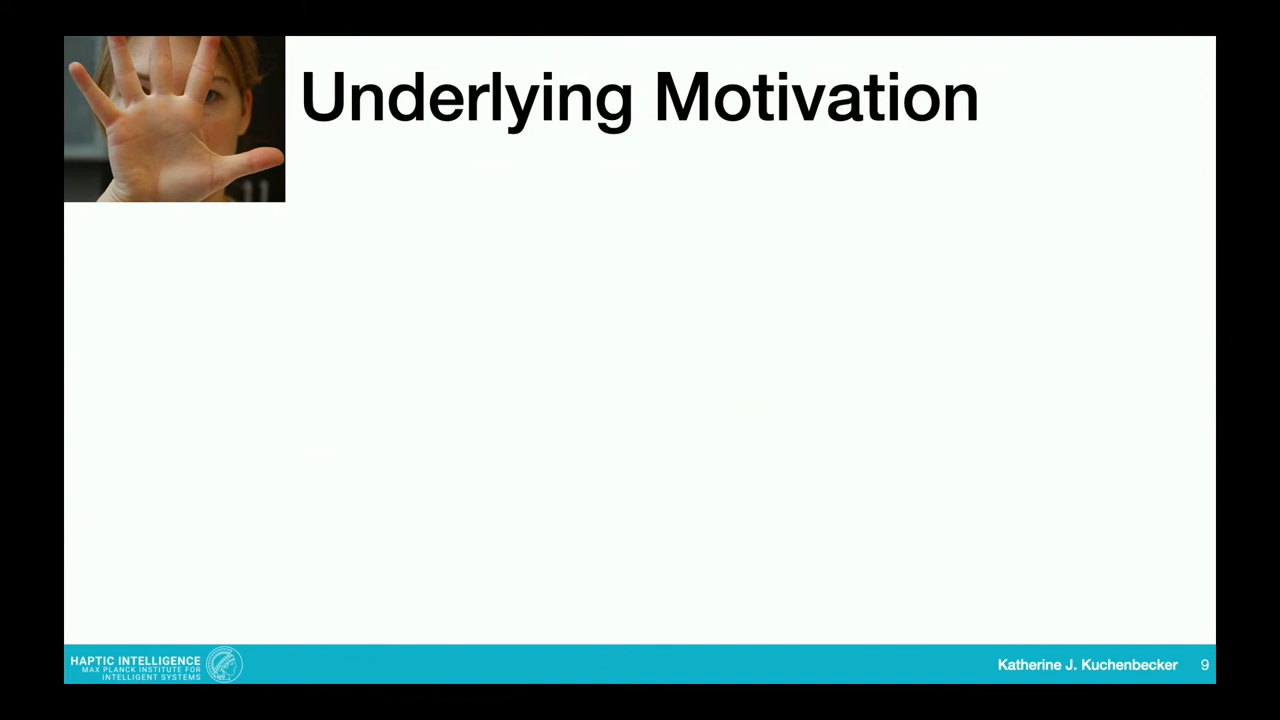 Underlying Motivation
HAPTIC INTELLIGENCE
MAX PLANCK INSTITUTE FOR
INTELLIGENT SYSTEMS
Katherine J. Kuchenbecker 9